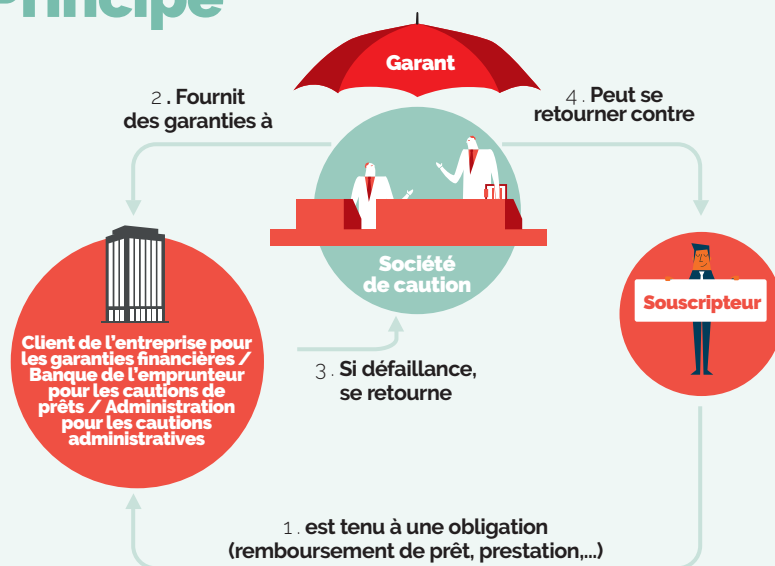 Principe
Garant
2. Fournit
des garanties à
4. Peut se
retourner contre
Société
de caution
Souscripteur
Client de l'entreprise pour
les garanties financières /
Banque de l'emprunteur
pour les cautions de
prêts / Administration
pour les cautions
administratives
3. Si défaillance,
se retourne
1. est tenu à une obligation
(remboursement de prêt, prestation,...)